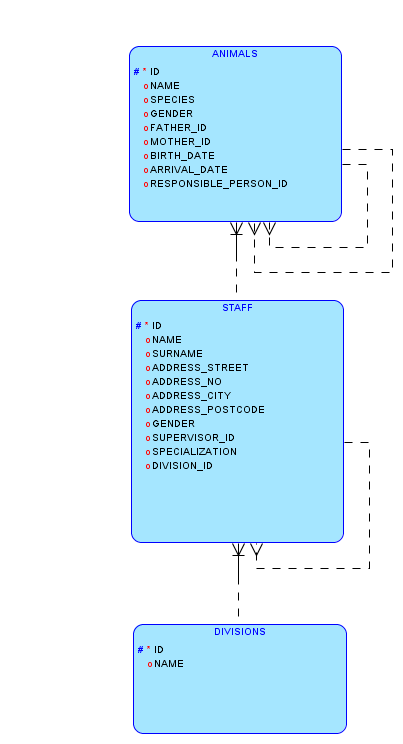 ANIMALS
# * ID
o NAME
o SPECIES
o GENDER
o FATHER_ID
o MOTHER_ID
o BIRTH_DATE
o ARRIVAL_DATE
o RESPONSIBLE_PERSON_ID
STAFF
# * ID
o NAME
o SURNAME
o ADDRESS_STREET
o ADDRESS_NO
o ADDRESS_CITY
o ADDRESS_POSTCODE
o GENDER
o SUPERVISOR_ID
o SPECIALIZATION
o DIVISION_ID
DIVISIONS
# * ID
o NAME